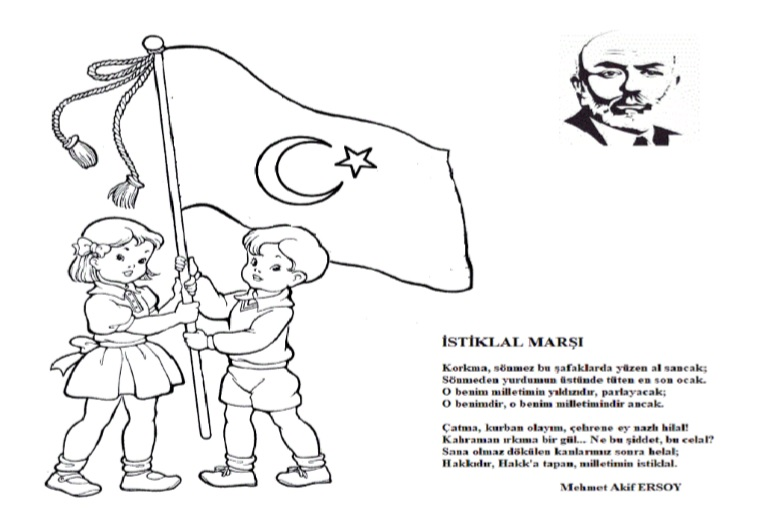 İSTİKLAL MARŞI
Korkma, sönmez bu şafaklarda yüzen al sancak;
Sönmeden yurdumun üstünde tüten en son ocak.
O benim milletimin yıldızıdır, parlayacak;
O benimdir, o benim milletimindir ancak.
Çatma, kurban olayım, çehrene ey nazlı hilal!
Kahraman ırkıma bir gül... Ne bu şiddet, bu celal?
Sana olmaz dökülen kanlarımız sonra helal;
Hakkıdır, Hakk'a tapan, milletimin istiklal.
Mehmet Akif ERSOY